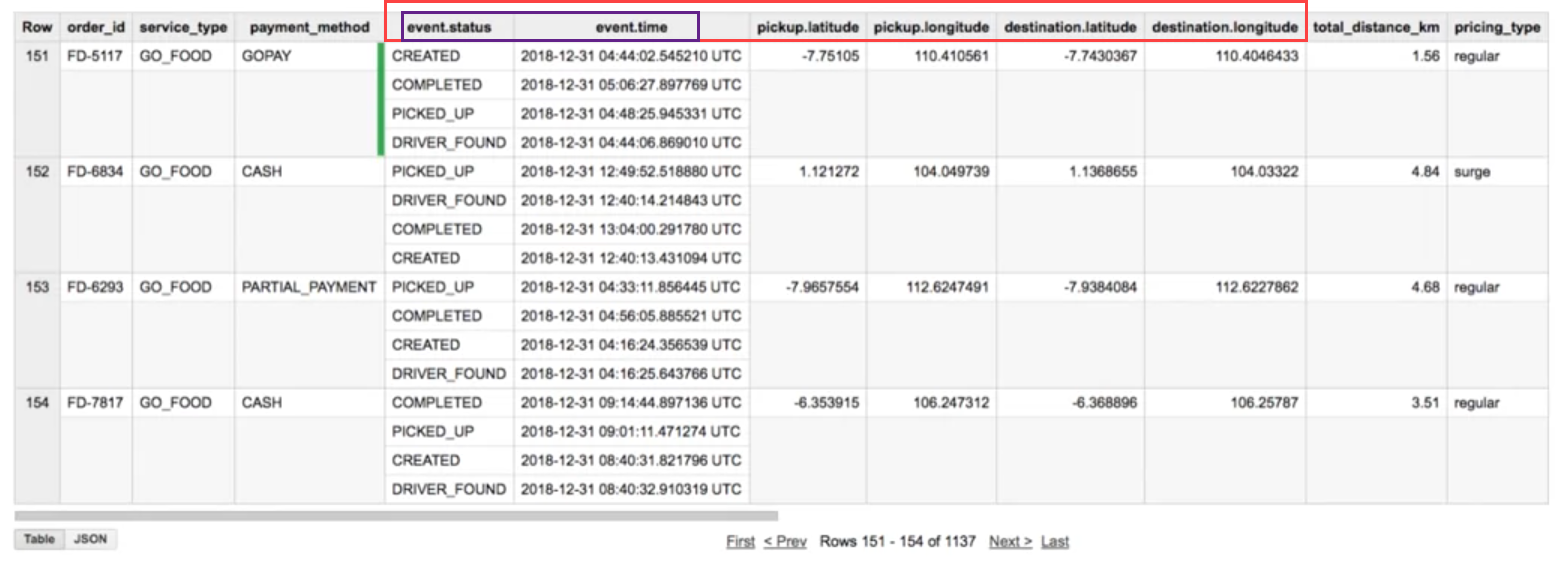 Row order_id service_type payment_method event.status event.time pickup.latitude pickup.longitude destination.latitude destination.longitude total_distance_km pricing_type
151 FD-5117 GO_FOOD GOPAY CREATED 2018-12-31 04:44:02.545210 UTC -7.75105 110.410561 -7.7430367 110.4046433 1.56 regular
COMPLETED 2018-12-31 05:06:27.897769 UTC
PICKED_UP 2018-12-31 04:48:25.945331 UTC
DRIVER_FOUND 2018-12-31 04:44:06.869010 UTC
152 FD-6834 GO_FOOD CASH PICKED_UP 2018-12-31 12:49:52.518880 UTC 1.121272 104.049739 1.1368655 104.03322 4.84 surge
DRIVER_FOUND 2018-12-31 12:40:14.214843 UTC
COMPLETED 2018-12-31 13:04:00.291780 UTC
CREATED 2018-12-31 12:40:13.431094 UTC
153 FD-6293 GO_FOOD PARTIAL_PAYMENT PICKED_UP 2018-12-31 04:33:11.856445 UTC -7.9657554 112.6247491 -7.9384084 112.6227862 4.68 regular
COMPLETED 2018-12-31 04:56:05.885521 UTC
CREATED 2018-12-31 04:16:24.356539 UTC
DRIVER_FOUND 2018-12-31 04:16:25.643766 UTC
154 FD-7817 GO_FOOD CASH COMPLETED 2018-12-31 09:14:44.897136 UTC -6.353915 106.247312 -6.368896 106.25787 3.51 regular
PICKED_UP 2018-12-31 09:01:11.471274 UTC
CREATED 2018-12-31 08:40:31.821796 UTC
DRIVER_FOUND 2018-12-31 08:40:32.910319 UTC
Table JSON First < Prev Rows 151 - 154 of 1137 Next > Last